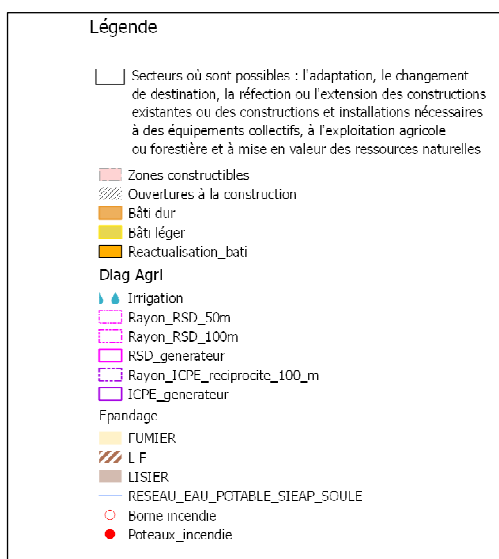 Légende
Secteurs où sont possibles : l'adaptation, le changement
de destination, la réfection ou l'extension des constructions
existantes ou des constructions et installations nécessaires
à des équipements collectifs, à l'exploitation agricole
ou forestière et à mise en valeur des ressources naturelles
Zones constructibles
Ouvertures à la construction
Bâti dur
Bâti léger
Reactualisation_bati
Diag Agri
Irrigation
Rayon_RSD_50m
Rayon_RSD_100m
RSD_generateur
Rayon_ICPE_reciprocite_100_m
ICPE_generateur
Epandage
FUMIER
L F
LISIER
RESEAU_EAU_POTABLE_SIEAP_SOULE
Borne incendie
Poteaux_incendie